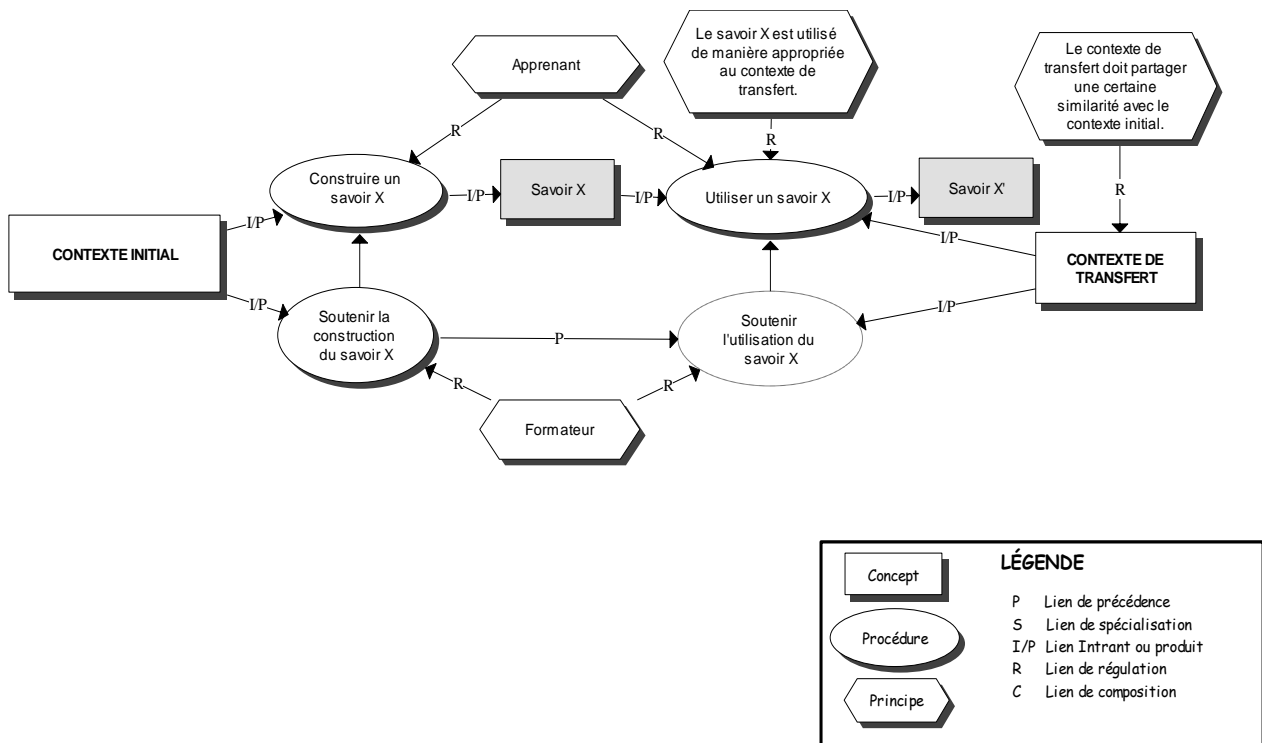 Le savoir X est utilisé
de manière appropriée
au contexte de
transfert.
Le contexte de
transfert doit partager
une certaine
similarité avec le
contexte initial.
Apprenant
R
R
R
R
Construire un
savoir X
I/P
Savoir X
I/P
Utiliser un savoir X
I/P
Savoir X'
CONTEXTE INITIAL
I/P
I/P
I/P
I/P
CONTEXTE DE
TRANSFERT
Soutenir la
construction
du savoir X
P
Soutenir
l'utilisation du
savoir X
R
R
Formateur
LÉGENDE
Concept
Procédure
Principe
P Lien de précédence
S Lien de spécialisation
I/P Lien Intrant ou produit
R Lien de régulation
C Lien de composition